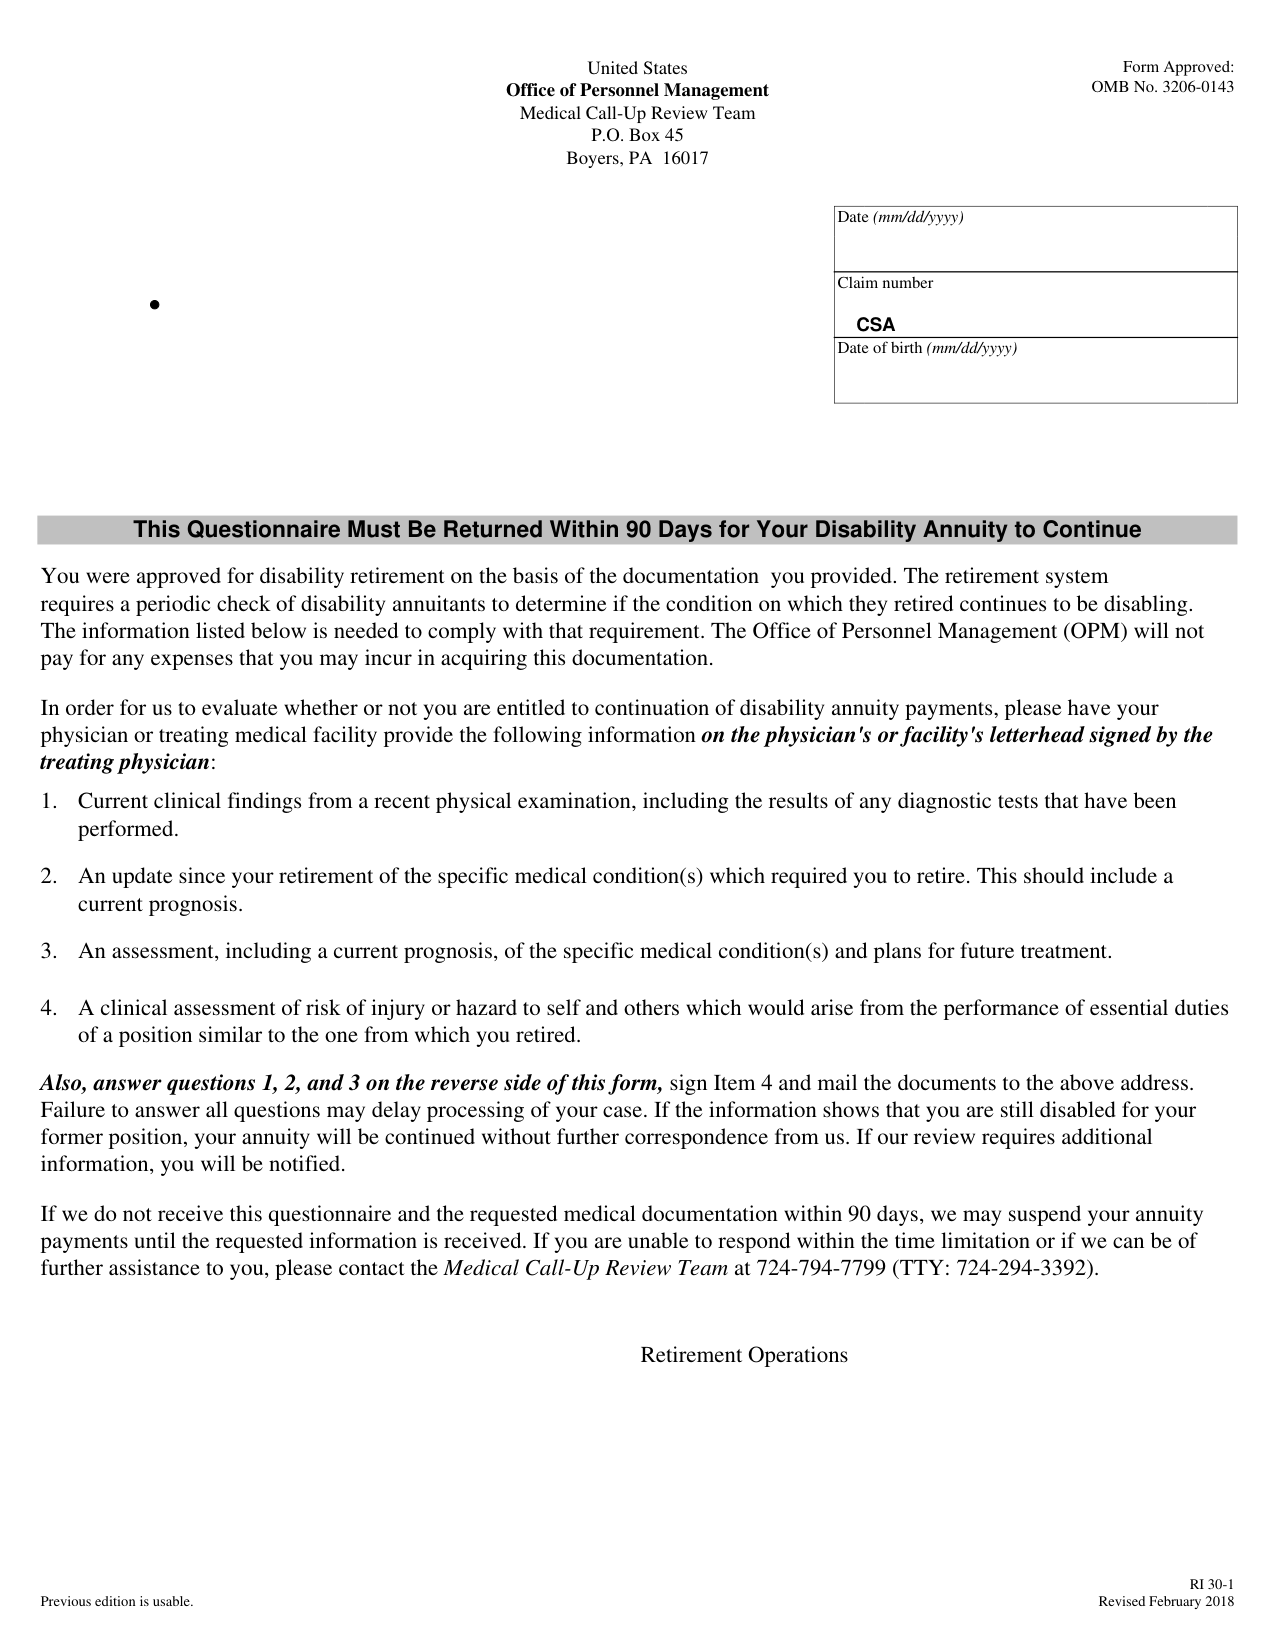 United States
Office of Personnel Management
Medical Call-Up Review Team
P.O. Box 45
Boyers, PA  16017
Form Approved:
OMB No. 3206-0143
Date (mm/dd/yyyy)
Claim number
CSA
Date of birth (mm/dd/yyyy)
•
This Questionnaire Must Be Returned Within 90 Days for Your Disability Annuity to Continue
You were approved for disability retirement on the basis of the documentation  you provided. The retirement system
requires a periodic check of disability annuitants to determine if the condition on which they retired continues to be disabling.
The information listed below is needed to comply with that requirement. The Office of Personnel Management (OPM) will not
pay for any expenses that you may incur in acquiring this documentation.
In order for us to evaluate whether or not you are entitled to continuation of disability annuity payments, please have your
physician or treating medical facility provide the following information on the physician's or facility's letterhead signed by the
treating physician:
1. Current clinical findings from a recent physical examination, including the results of any diagnostic tests that have been
performed.
2. An update since your retirement of the specific medical condition(s) which required you to retire. This should include a
current prognosis.
3. An assessment, including a current prognosis, of the specific medical condition(s) and plans for future treatment.
4. A clinical assessment of risk of injury or hazard to self and others which would arise from the performance of essential duties
of a position similar to the one from which you retired.
Also, answer questions 1, 2, and 3 on the reverse side of this form, sign Item 4 and mail the documents to the above address.
Failure to answer all questions may delay processing of your case. If the information shows that you are still disabled for your
former position, your annuity will be continued without further correspondence from us. If our review requires additional
information, you will be notified.
If we do not receive this questionnaire and the requested medical documentation within 90 days, we may suspend your annuity
payments until the requested information is received. If you are unable to respond within the time limitation or if we can be of
further assistance to you, please contact the Medical Call-Up Review Team at 724-794-7799 (TTY: 724-294-3392).
Retirement Operations
Previous edition is usable.
RI 30-1
Revised February 2018